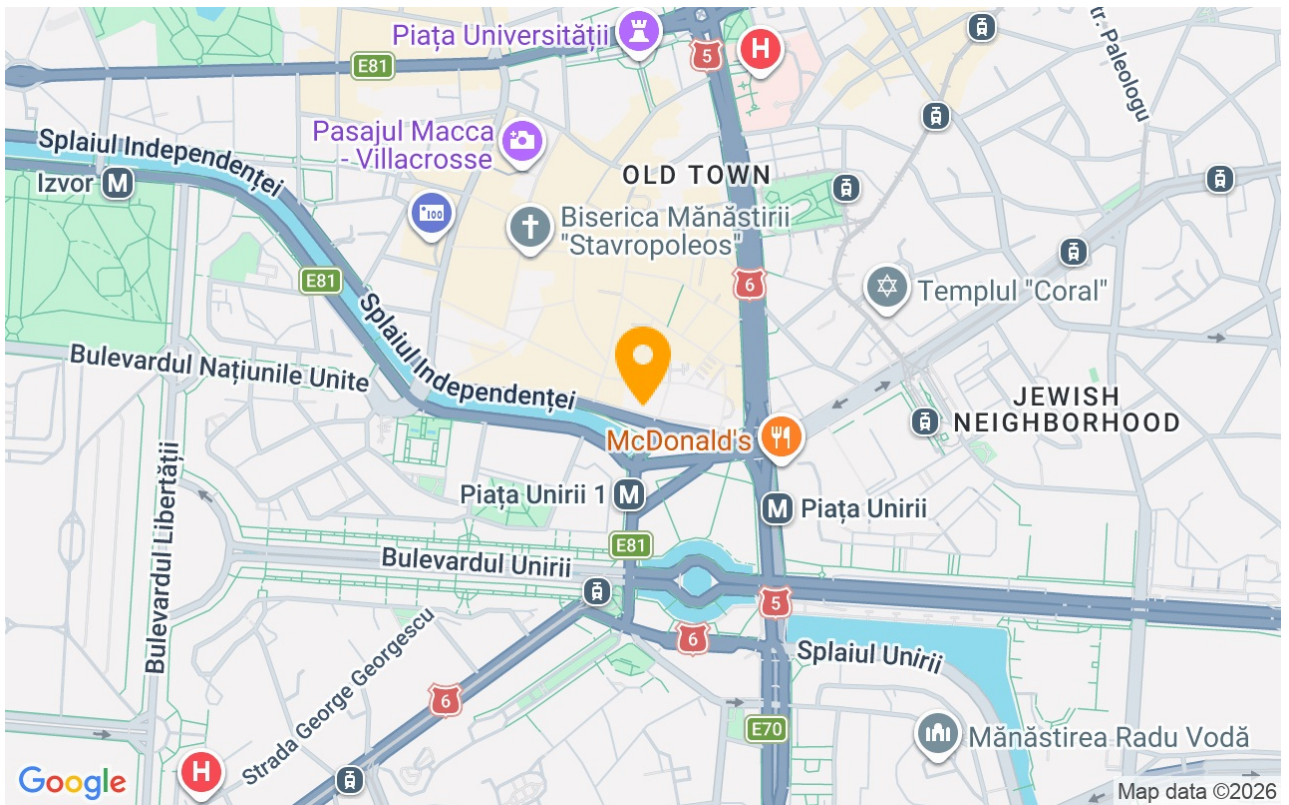 Piața Universității
H
5
E81
tr. Paleologu
Pasajul Macca
- Villacrosse
Splaiul Independenței
Izvor M
OLD TOWN
100
Biserica Mănăstirii
"Stavropoleos"
E81
6
Templul "Coral"
Splaiul Independenței
Bulevardul Națiunile Unite
JEWISH
NEIGHBORHOOD
McDonald's
Piața Unirii 1 M
M Piața Unirii
Bulevardul Libertății
E81
Bulevardul Unirii
5
6
Splaiul Unirii
Strada George Georgescu
6
E70
Mănăstirea Radu Vodă
H
Google
Map data ©2026